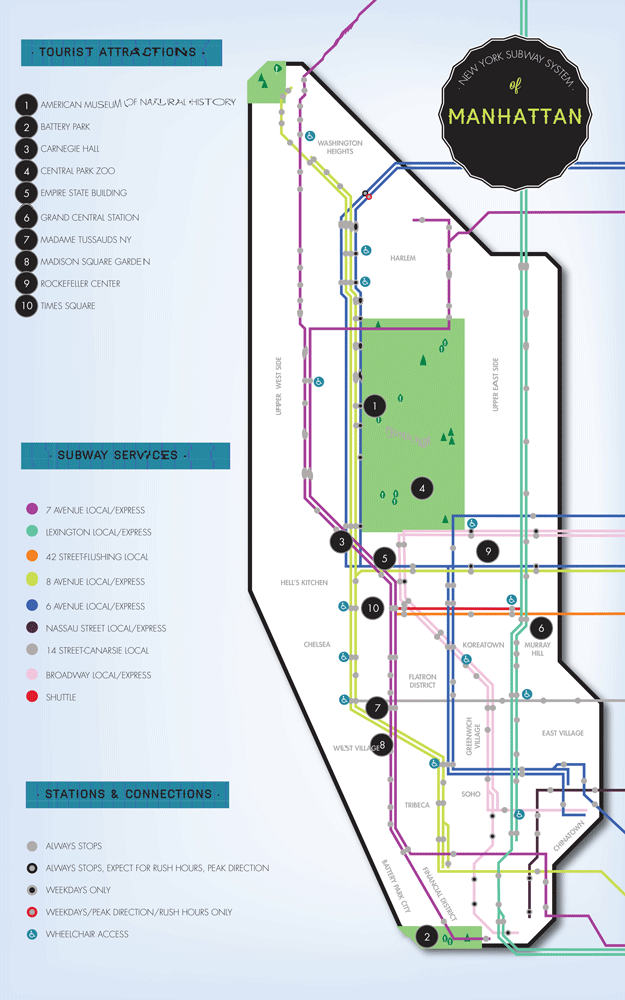 TOURIST ATTRACTIONS
1 AMERICAN MUSEUM OF NATURAL HISTORY
2 BATTERY PARK
3 CARNEGIE HALL
4 CENTRAL PARK ZOO
5 EMPIRE STATE BUILDING
6 GRAND CENTRAL STATION
7 MADAME TUSSAUDS NY
8 MADISON SQUARE GARDEN
9 ROCKEFELLER CENTER
10 TIMES SQUARE
· SUBWAY SERVICES ·
7 AVENUE LOCAL/EXPRESS
LEXINGTON LOCAL/EXPRESS
42 STREET-FLUSHING LOCAL
8 AVENUE LOCAL/EXPRESS
6 AVENUE LOCAL/EXPRESS
NASSAU STREET LOCAL/EXPRESS
14 STREET-CANARSIE LOCAL
BROADWAY LOCAL/EXPRESS
SHUTTLE
· STATIONS & CONNECTIONS ·
ALWAYS STOPS
ALWAYS STOPS, EXPECT FOR RUSH HOURS, PEAK DIRECTION
WEEKDAYS ONLY
WEEKDAYS/PEAK DIRECTION/RUSH HOURS ONLY
WHEELCHAIR ACCESS
· NEW YORK SUBWAY SYSTEM ·
of
MANHATTAN
WASHINGTON
HEIGHTS
HARLEM
UPPER WEST SIDE
UPPER EAST SIDE
1
4
3
5
9
HELL'S KITCHEN
10
6
CHELSEA
KOREATOWN
MURRAY
HILL
FLATRON
DISTRICT
7
GREENWICH
VILLAGE
EAST VILLAGE
WEST VILLAGE
8
SOHO
TRIBECA
CHINATOWN
BATTERY PARK CITY
FINANCIAL DISTRICT
2